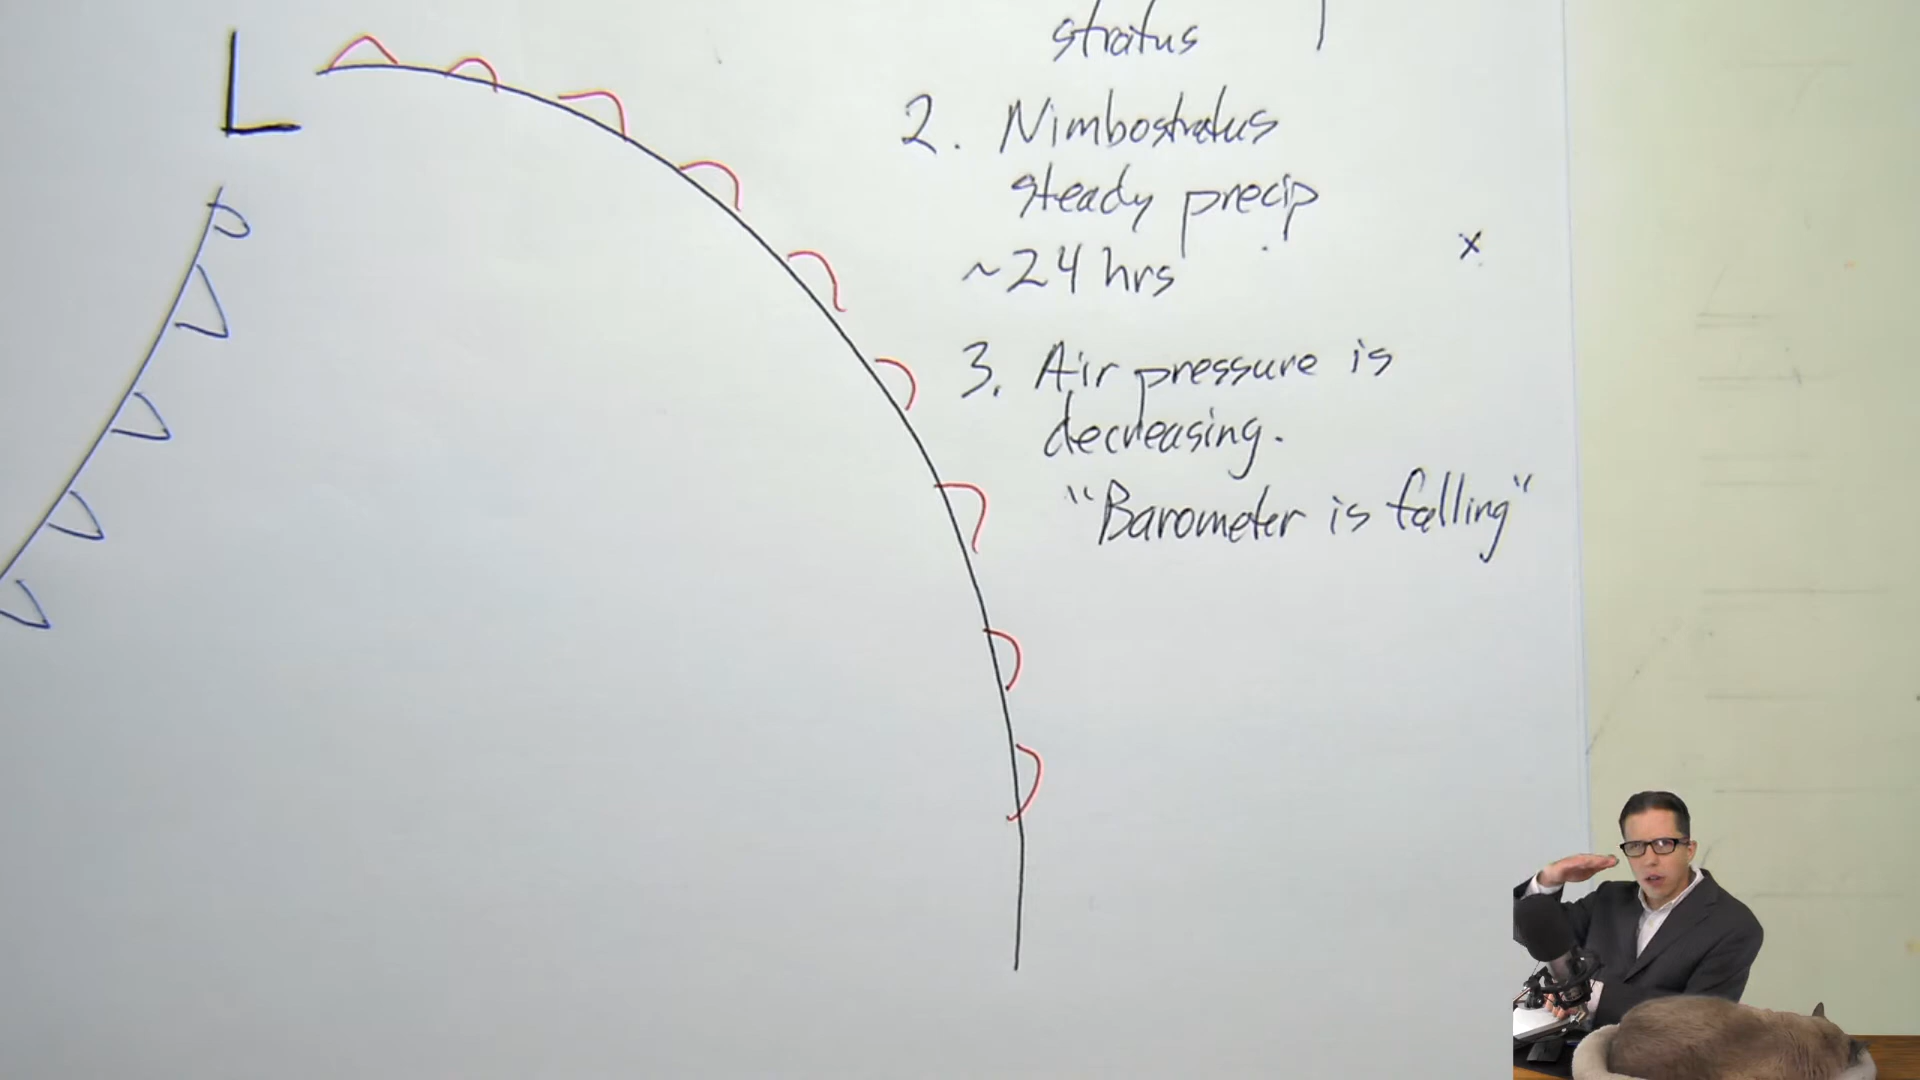 L
stratus
2. Nimbostratus
steady precip
~24 hrs
x
3. Air pressure is
decreasing.
"Barometer is falling"